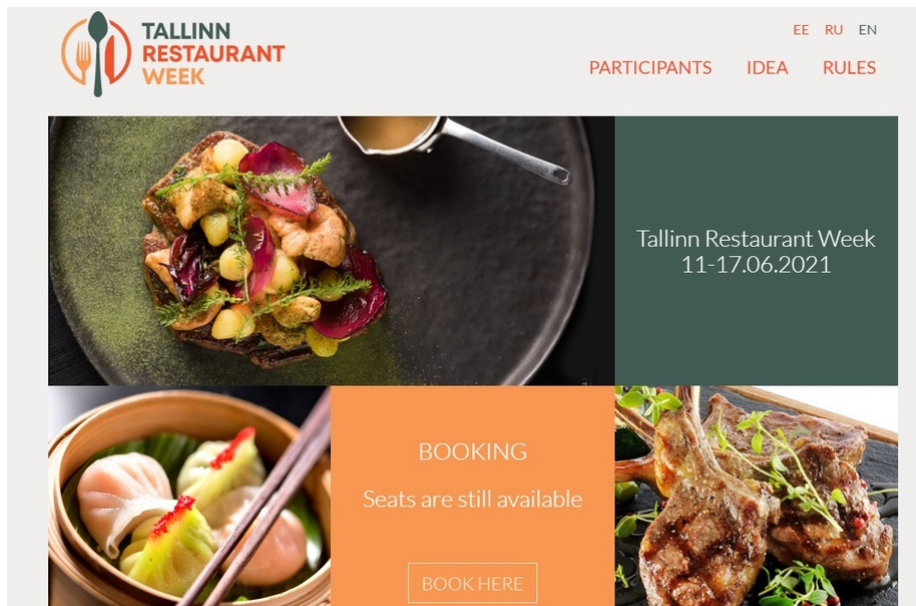 TALLINN
RESTAURANT
WEEK
EE RU EN
PARTICIPANTS IDEA RULES
Tallinn Restaurant Week
11-17.06.2021
BOOKING
Seats are still available
BOOK HERE